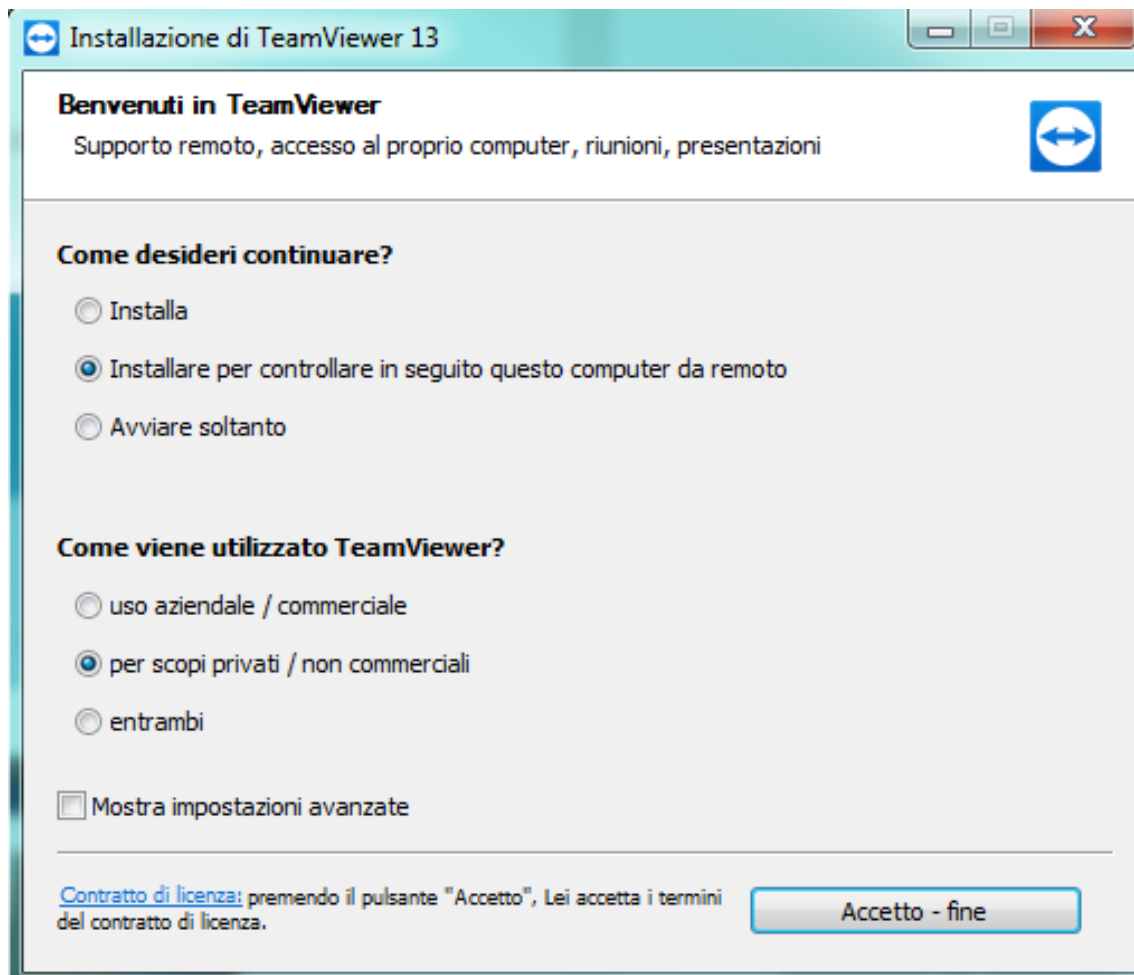 Installazione di TeamViewer 13
Benvenuti in TeamViewer
Supporto remoto, accesso al proprio computer, riunioni, presentazioni
Come desideri continuare?
Installa
Installare per controllare in seguito questo computer da remoto
Avviare soltanto
Come viene utilizzato TeamViewer?
uso aziendale / commerciale
per scopi privati / non commerciali
entrambi
Mostra impostazioni avanzate
Contratto di licenza: premendo il pulsante "Accetto", Lei accetta i termini
del contratto di licenza.
Accetto - fine